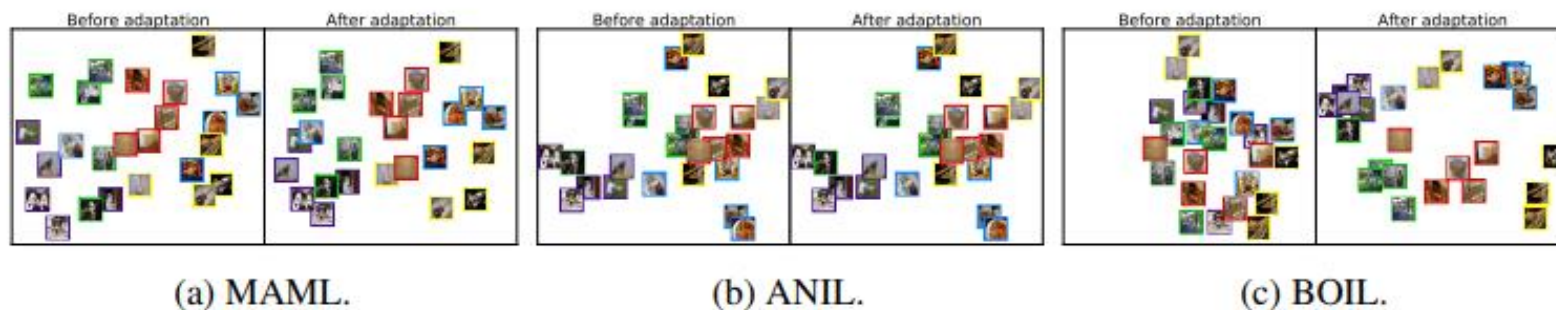 Before adaptation After adaptation Before adaptation After adaptation Before adaptation After adaptation
(a) MAML. (b) ANIL. (c) BOIL.